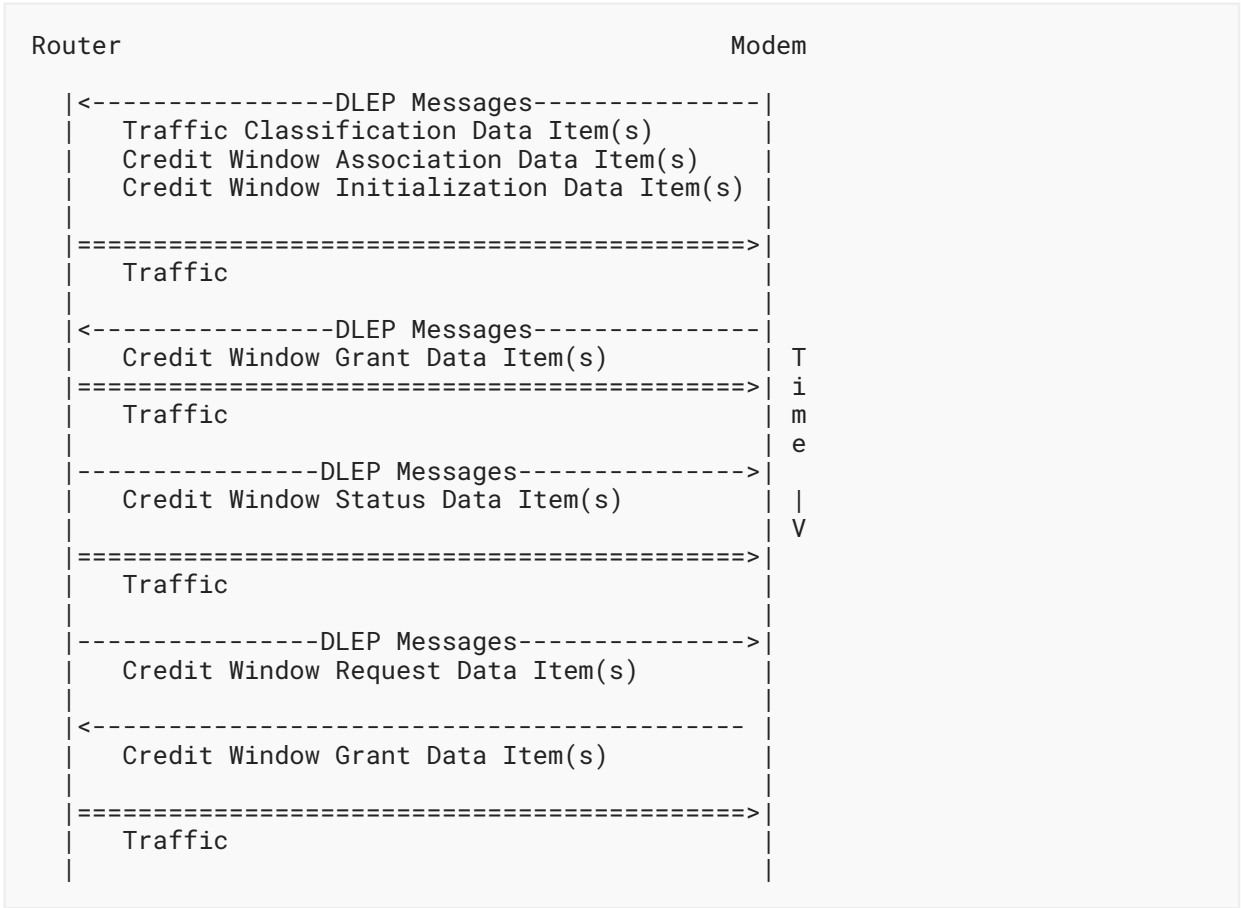 Router                                        Modem
  |<----------------DLEP Messages---------------|
  |   Traffic Classification Data Item(s)       |
  |   Credit Window Association Data Item(s)    |
  |   Credit Window Initialization Data Item(s) |
  |                                             |
  |============================================>|
  |   Traffic                                   |
  |                                             |
  |<----------------DLEP Messages---------------|
  |   Credit Window Grant Data Item(s)          | T
  |============================================>| i
  |   Traffic                                   | m
  |                                             | e
  |----------------DLEP Messages--------------->|
  |   Credit Window Status Data Item(s)         | |
  |                                             | V
  |============================================>|
  |   Traffic                                   |
  |                                             |
  |----------------DLEP Messages--------------->|
  |   Credit Window Request Data Item(s)        |
  |                                             |
  |<------------------------------------------- |
  |   Credit Window Grant Data Item(s)          |
  |                                             |
  |============================================>|
  |   Traffic                                   |
  |                                             |